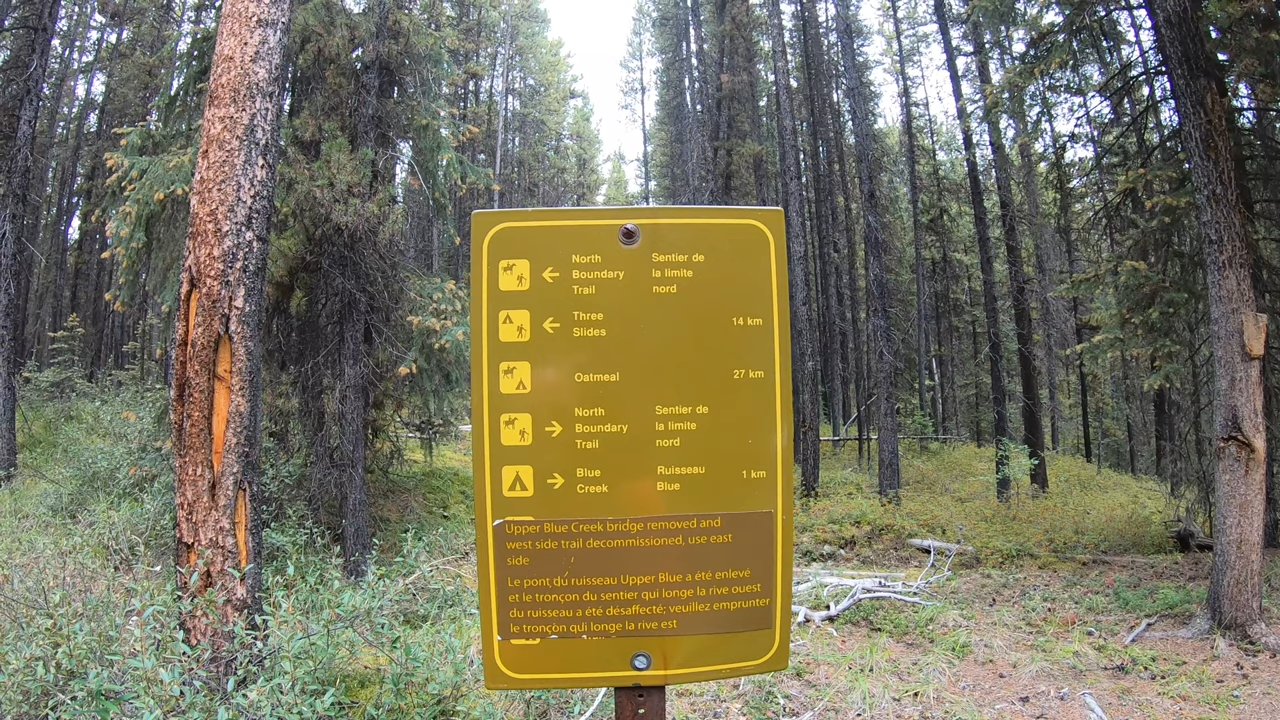 North Boundary Trail
Sentier de la limite nord
Three Slides
14 km
Oatmeal
27 km
North Boundary Trail
Sentier de la limite nord
Blue Creek
Ruisseau Blue
1 km
Upper Blue Creek bridge removed and
west side trail decommissioned, use east
side
Le pont du ruisseau Upper Blue a été enlevé
et le tronçon du sentier qui longe la rive ouest
du ruisseau a été désaffecté; veuillez emprunter
le tronçon qui longe la rive est